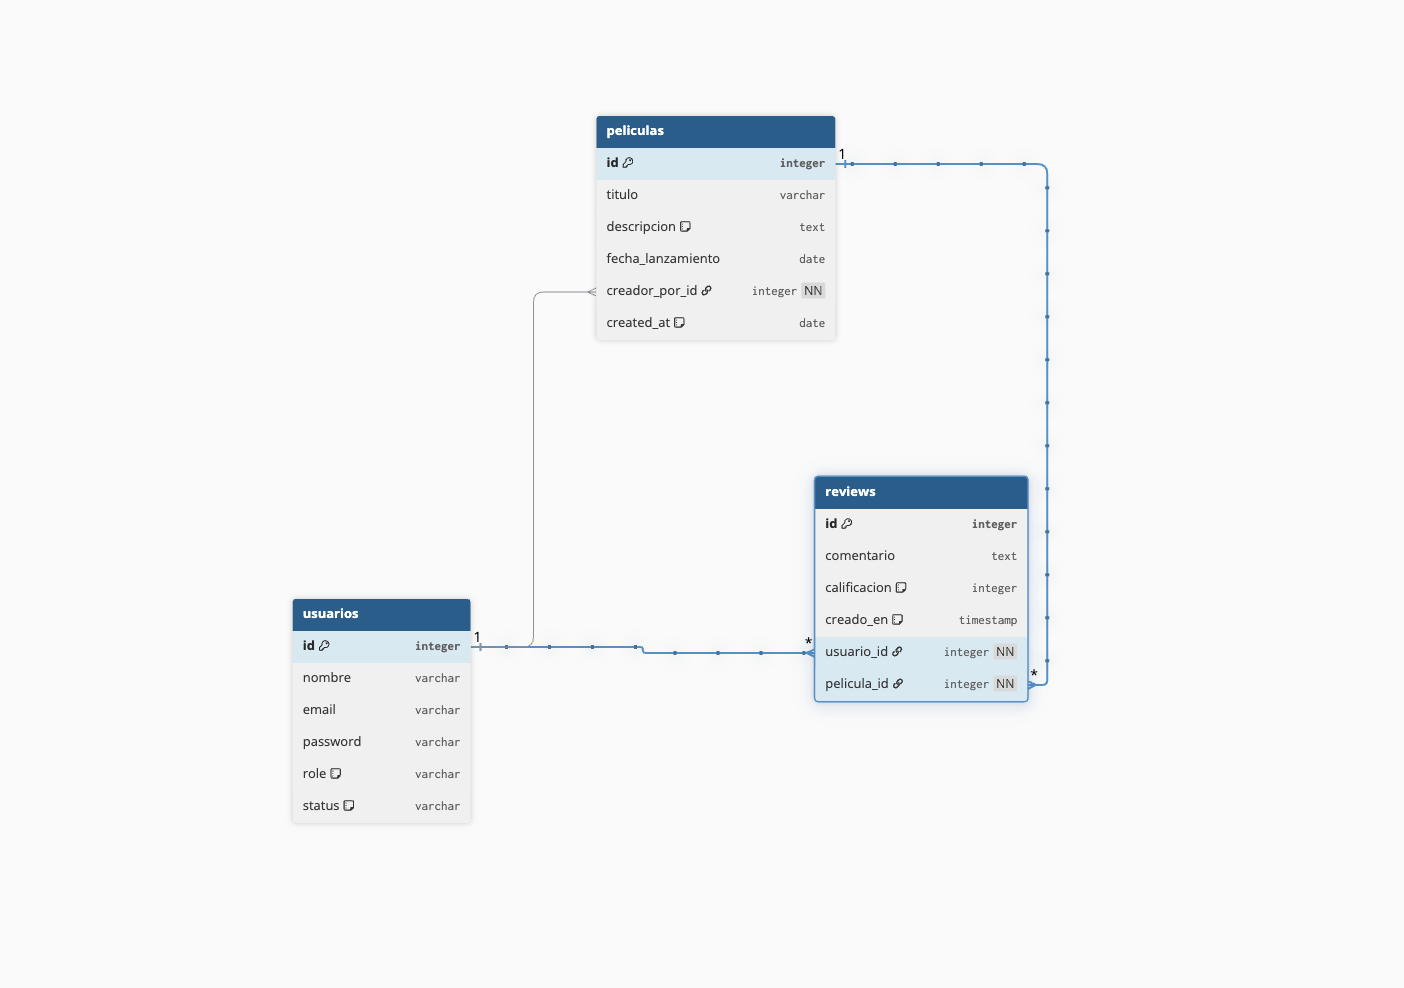 peliculas
id integer
titulo varchar
descripcion text
fecha_lanzamiento date
creador_por_id integer NN
created_at date
1
reviews
id integer
comentario text
calificacion integer
creado_en timestamp
usuario_id integer NN
pelicula_id integer NN
*
*
usuarios
id integer
nombre varchar
email varchar
password varchar
role varchar
status varchar
1